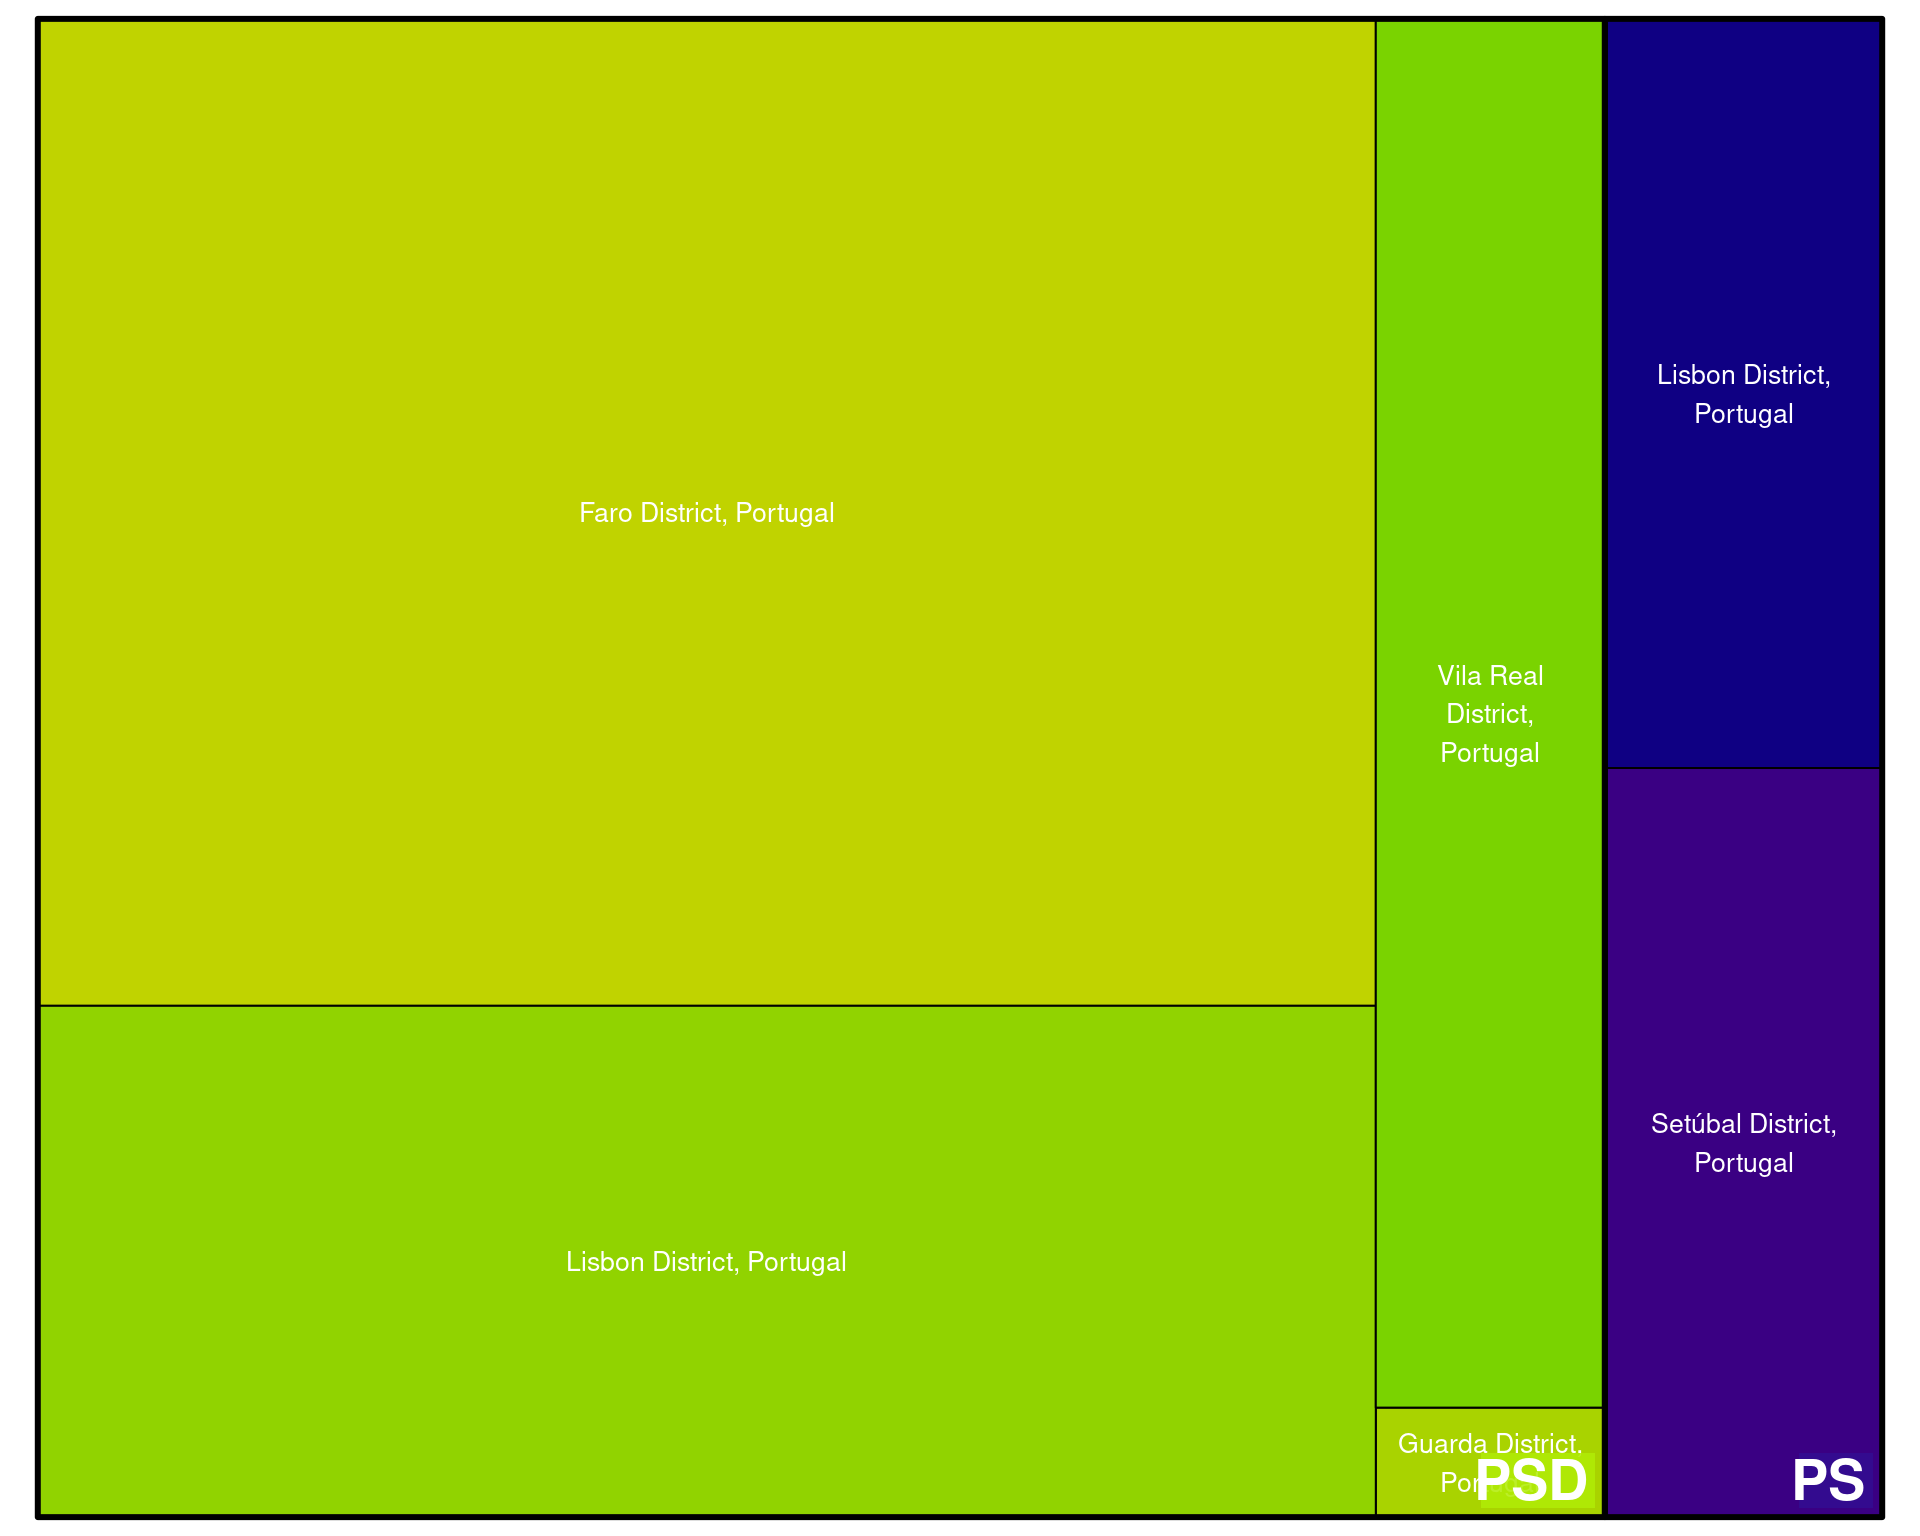 Faro District, Portugal
Lisbon District, Portugal
Vila Real
District,
Portugal
Guarda District,
PSD
Lisbon District,
Portugal
Setúbal District,
Portugal
PS